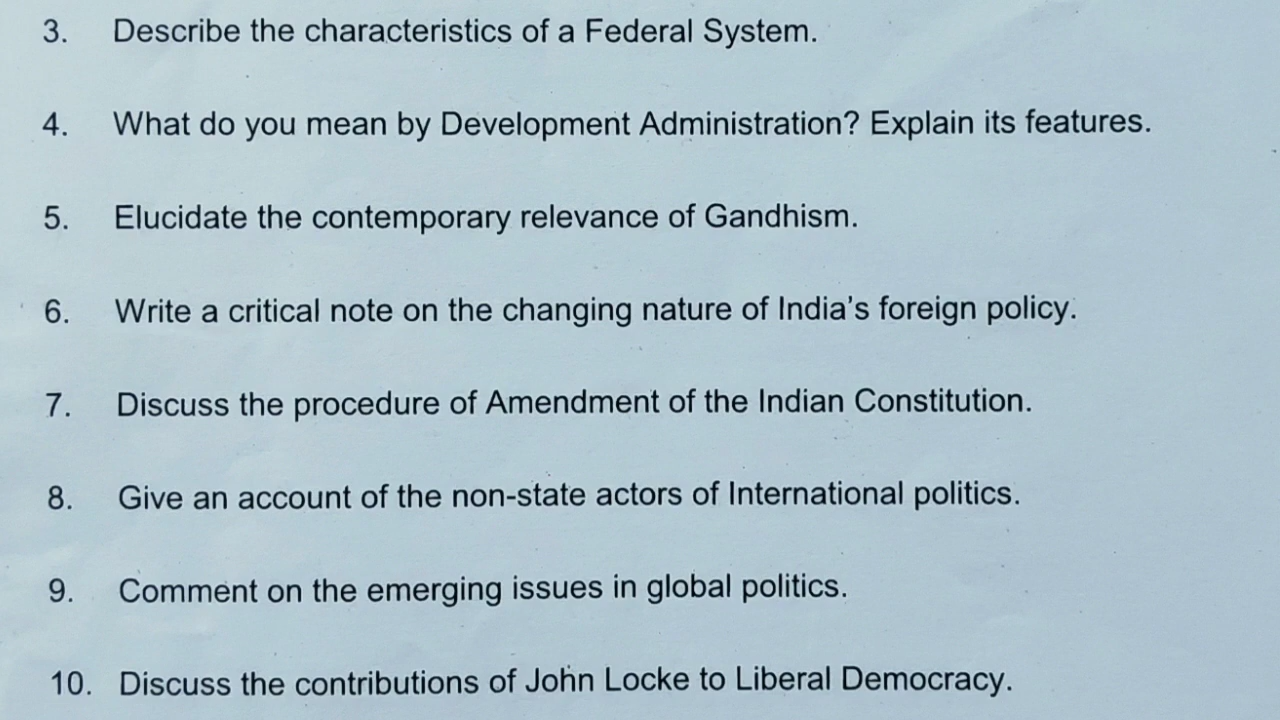 3. Describe the characteristics of a Federal System.
4. What do you mean by Development Administration? Explain its features.
5. Elucidate the contemporary relevance of Gandhism.
6. Write a critical note on the changing nature of India's foreign policy.
7. Discuss the procedure of Amendment of the Indian Constitution.
8. Give an account of the non-state actors of International politics.
9. Comment on the emerging issues in global politics.
10. Discuss the contributions of John Locke to Liberal Democracy.